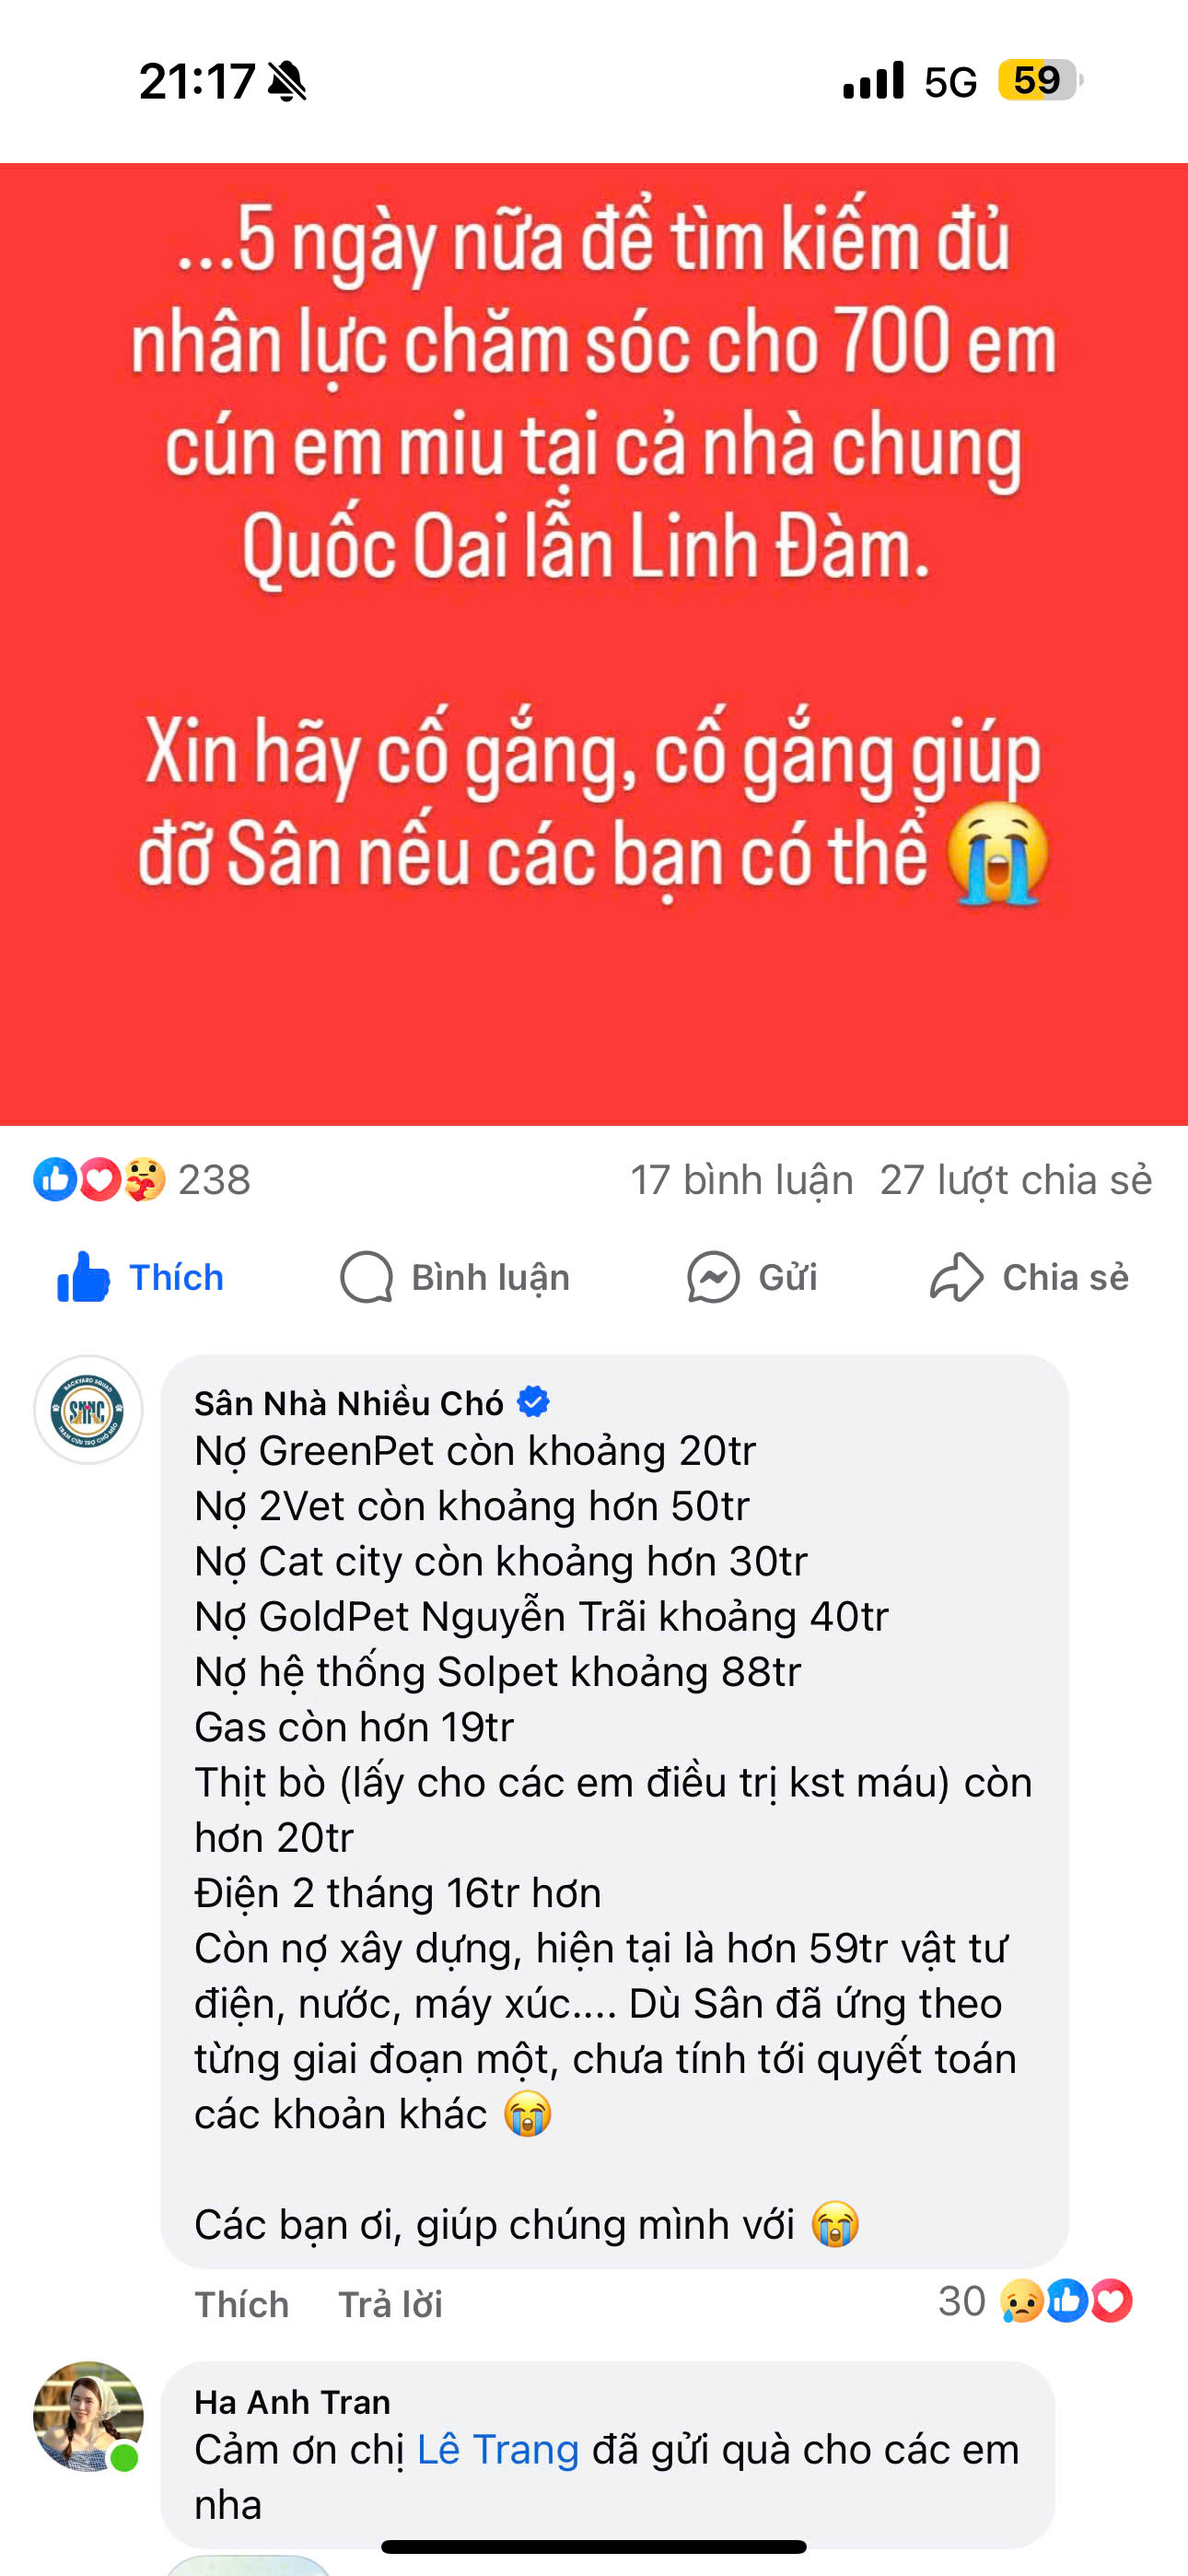 21:17 5G 59
...5 ngày nữa để tìm kiếm đủ
nhân lực chăm sóc cho 700 em
cún em miu tại cả nhà chung
Quốc Oai lẫn Linh Đàm.
Xin hãy cố gắng, cố gắng giúp
đỡ Sân nếu các bạn có thể 😭
238 17 bình luận 27 lượt chia sẻ
Thích Bình luận Gửi Chia sẻ
BACKYARD SQUAD
SNNC
TRẠM CỨU TRỢ CHÓ MÈO
Sân Nhà Nhiều Chó
Nợ GreenPet còn khoảng 20tr
Nợ 2Vet còn khoảng hơn 50tr
Nợ Cat city còn khoảng hơn 30tr
Nợ GoldPet Nguyễn Trãi khoảng 40tr
Nợ hệ thống Solpet khoảng 88tr
Gas còn hơn 19tr
Thịt bò (lấy cho các em điều trị kst máu) còn
hơn 20tr
Điện 2 tháng 16tr hơn
Còn nợ xây dựng, hiện tại là hơn 59tr vật tư
điện, nước, máy xúc.... Dù Sân đã ứng theo
từng giai đoạn một, chưa tính tới quyết toán
các khoản khác 😭
Các bạn ơi, giúp chúng mình với 😭
Thích Trả lời 30
Ha Anh Tran
Cảm ơn chị Lê Trang đã gửi quà cho các em
nha